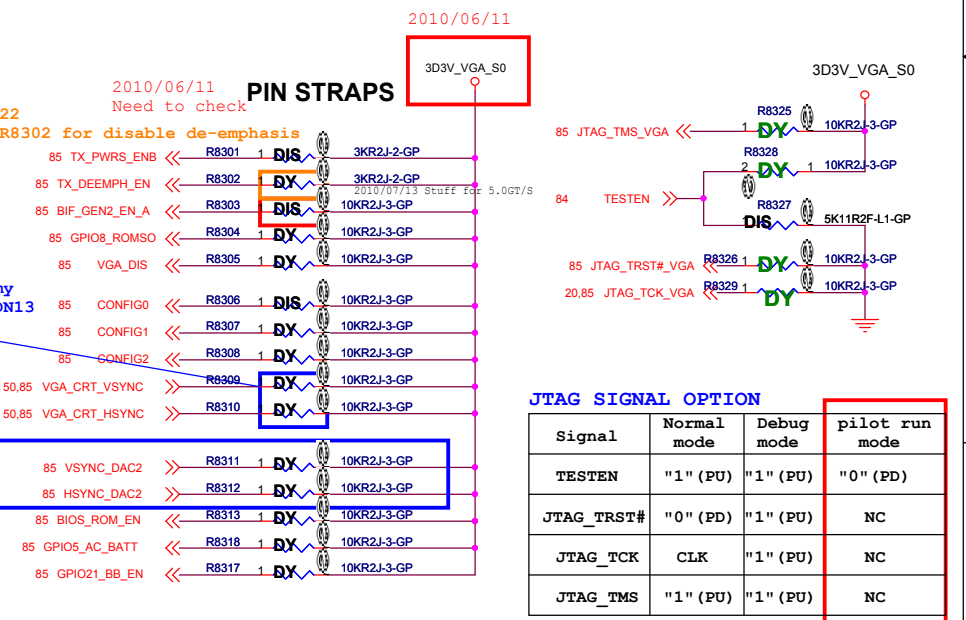 2010/06/11
3D3V_VGA_S0
2010/06/11
Need to check
PIN STRAPS
22
R8302 for disable de-emphasis
85 TX_PWRS_ENB R8301 1 DIS 3KR2J-2-GP
85 TX_DEEMPH_EN R8302 1 DY 3KR2J-2-GP
2010/07/13 Stuff for 5.0GT/S
85 BIF_GEN2_EN_A R8303 1 DIS 10KR2J-3-GP
85 GPIO8_ROMSO R8304 1 DY 10KR2J-3-GP
85 VGA_DIS R8305 1 DY 10KR2J-3-GP
ON13
85 CONFIG0 R8306 1 DIS 10KR2J-3-GP
85 CONFIG1 R8307 1 DY 10KR2J-3-GP
85 CONFIG2 R8308 1 DY 10KR2J-3-GP
50,85 VGA_CRT_VSYNC R8309 1 DY 10KR2J-3-GP
50,85 VGA_CRT_HSYNC R8310 1 DY 10KR2J-3-GP
85 VSYNC_DAC2 R8311 1 DY 10KR2J-3-GP
85 HSYNC_DAC2 R8312 1 DY 10KR2J-3-GP
85 BIOS_ROM_EN R8313 1 DY 10KR2J-3-GP
85 GPIO5_AC_BATT R8318 1 DY 10KR2J-3-GP
85 GPIO21_BB_EN R8317 1 DY 10KR2J-3-GP
3D3V_VGA_S0
85 JTAG_TMS_VGA R8325 1 DY 10KR2J-3-GP
R8328 2 DY 1 10KR2J-3-GP
84 TESTEN
R8327 1 DIS 5K11R2F-L1-GP
85 JTAG_TRST#_VGA R8326 1 DY 10KR2J-3-GP
20,85 JTAG_TCK_VGA R8329 1 DY 10KR2J-3-GP
JTAG SIGNAL OPTION
Signal Normal mode Debug mode pilot run mode
TESTEN "1"(PU) "1"(PU) "0"(PD)
JTAG_TRST# "0"(PD) "1"(PU) NC
JTAG_TCK CLK "1"(PU) NC
JTAG_TMS "1"(PU) "1"(PU) NC